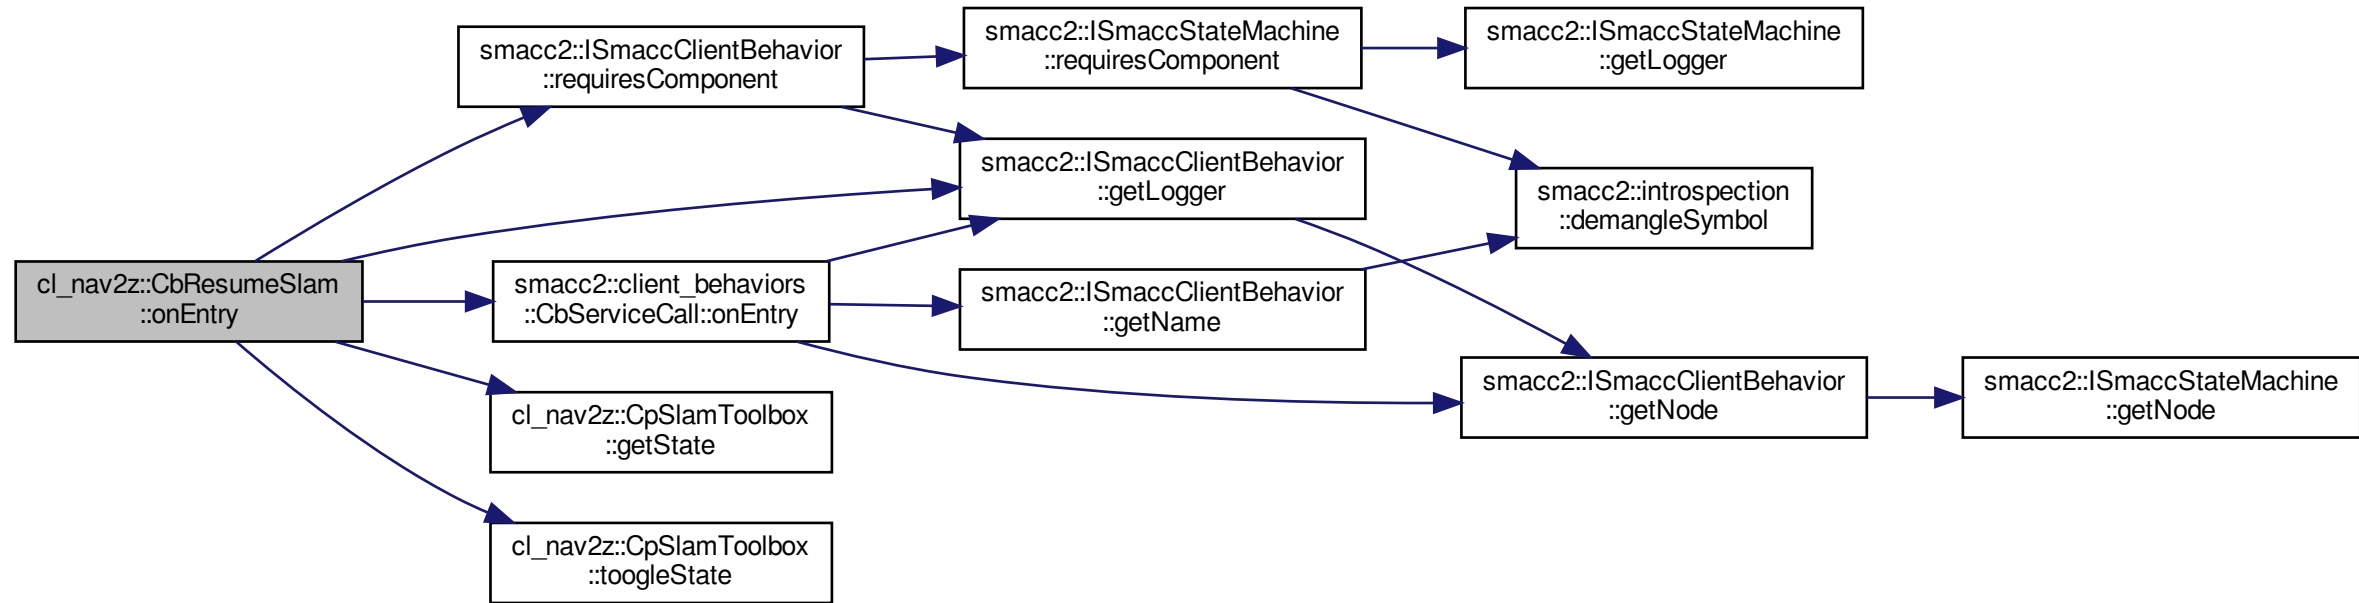 cl_nav2z::CbResumeSlam
::onEntry
smacc2::ISmaccClientBehavior
::requiresComponent
smacc2::client_behaviors
::CbServiceCall::onEntry
cl_nav2z::CpSlamToolbox
::getState
cl_nav2z::CpSlamToolbox
::toogleState
smacc2::ISmaccStateMachine
::requiresComponent
smacc2::ISmaccClientBehavior
::getLogger
smacc2::ISmaccClientBehavior
::getName
smacc2::ISmaccStateMachine
::getLogger
smacc2::introspection
::demangleSymbol
smacc2::ISmaccClientBehavior
::getNode
smacc2::ISmaccStateMachine
::getNode